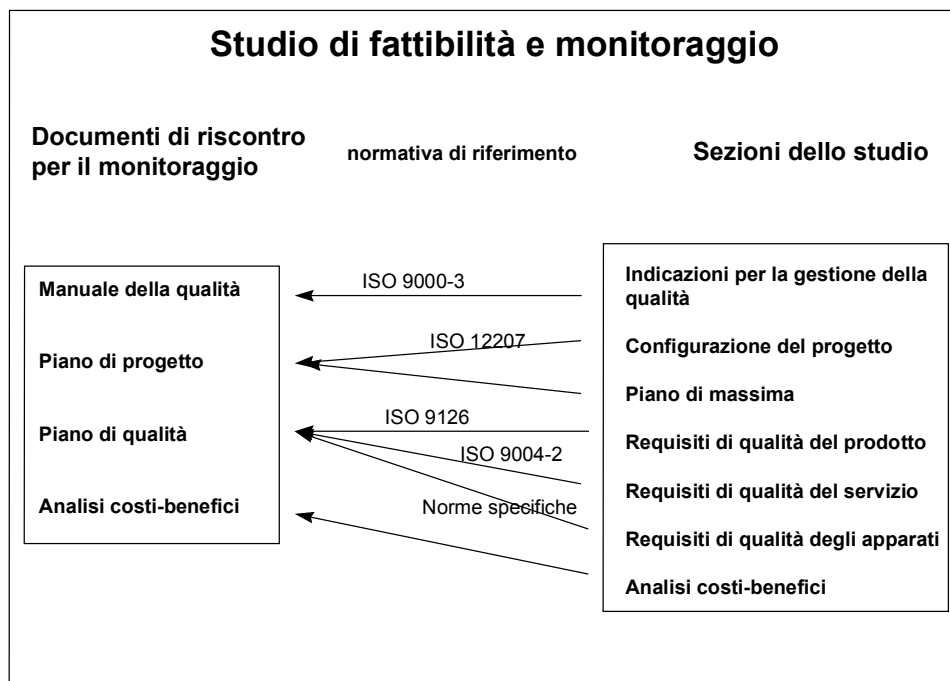 Studio di fattibilità e monitoraggio
Documenti di riscontro
per il monitoraggio
normativa di riferimento
Sezioni dello studio
Manuale della qualità
Piano di progetto
Piano di qualità
Analisi costi-benefici
ISO 9000-3
ISO 12207
ISO 9126
ISO 9004-2
Norme specifiche
Indicazioni per la gestione della
qualità
Configurazione del progetto
Piano di massima
Requisiti di qualità del prodotto
Requisiti di qualità del servizio
Requisiti di qualità degli apparati
Analisi costi-benefici